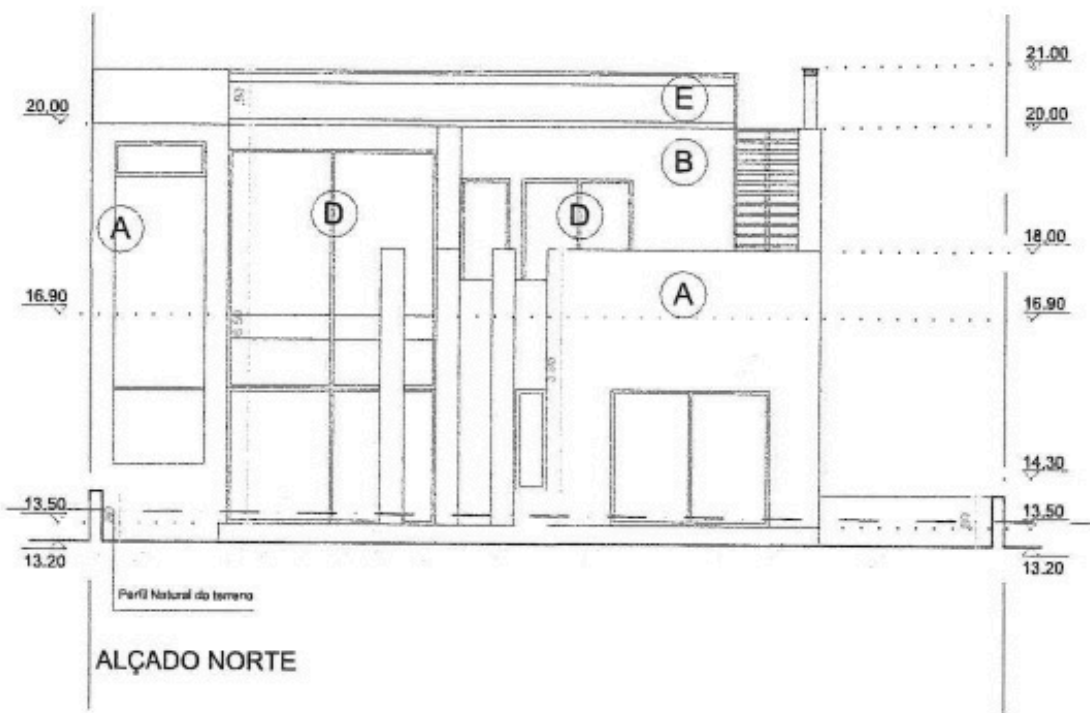 21.00
E
20.00
20.00
B
A
D
D
18.00
16.90
A
16.90
14.30
13.50
13.50
13.20
13.20
Perfil Natural do terreno
ALÇADO NORTE